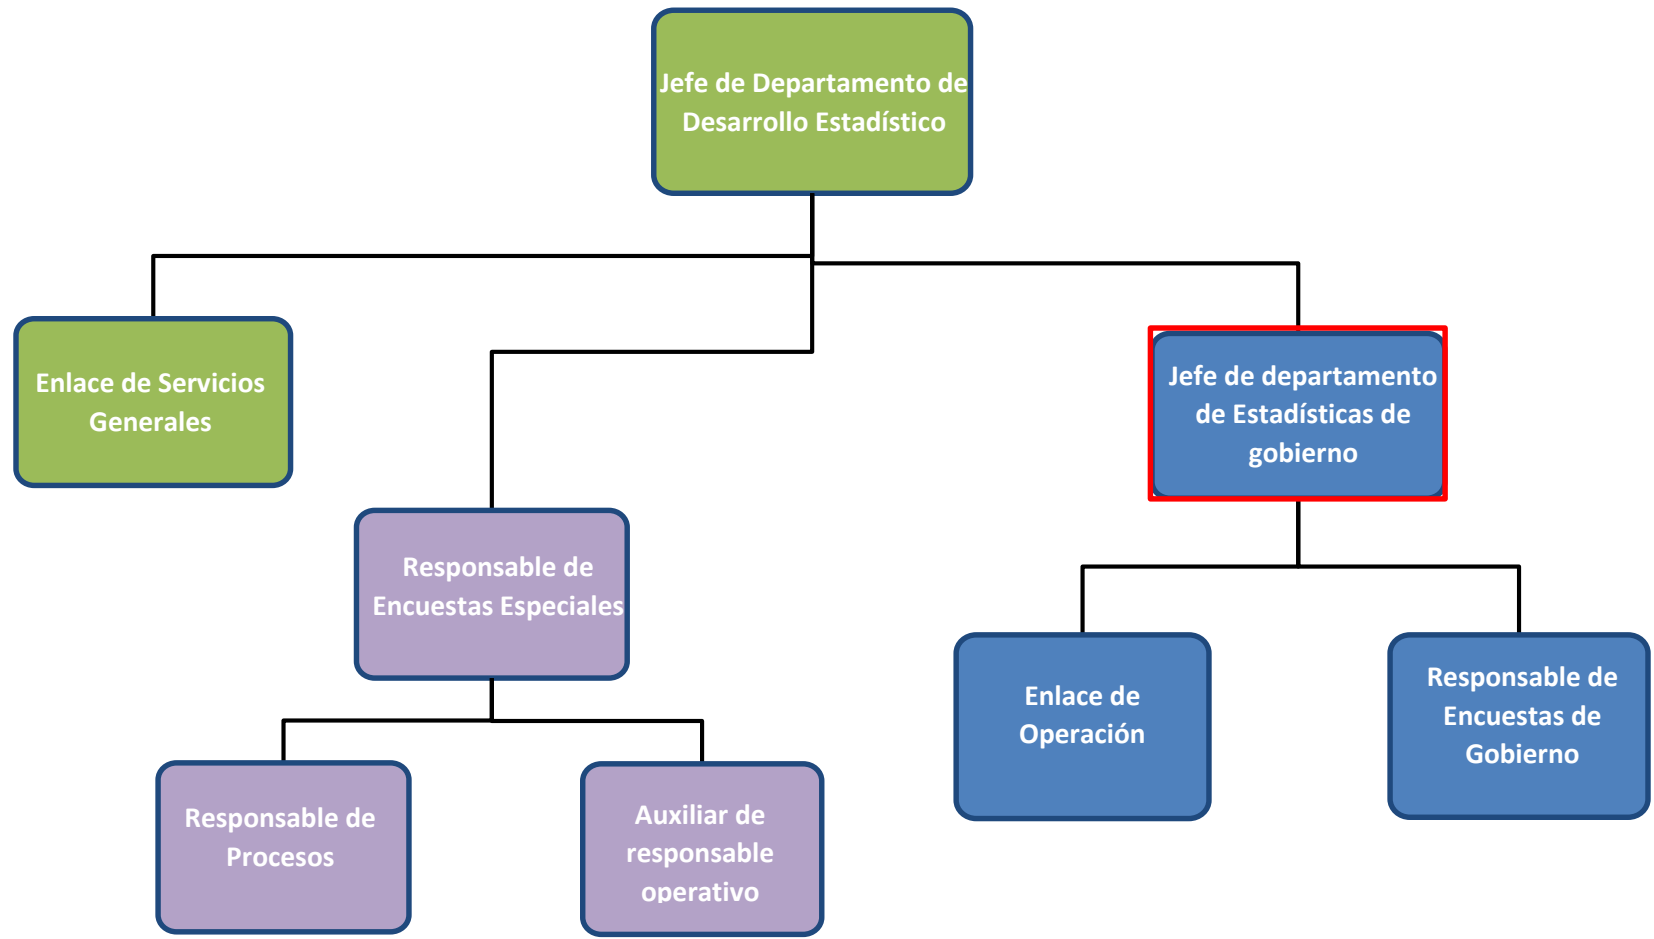 Jefe de Departamento de
Desarrollo Estadístico
Enlace de Servicios
Generales
Jefe de departamento
de Estadísticas de
gobierno
Responsable de
Encuestas Especiales
Enlace de
Operación
Responsable de
Encuestas de
Gobierno
Responsable de
Procesos
Auxiliar de
responsable
operativo